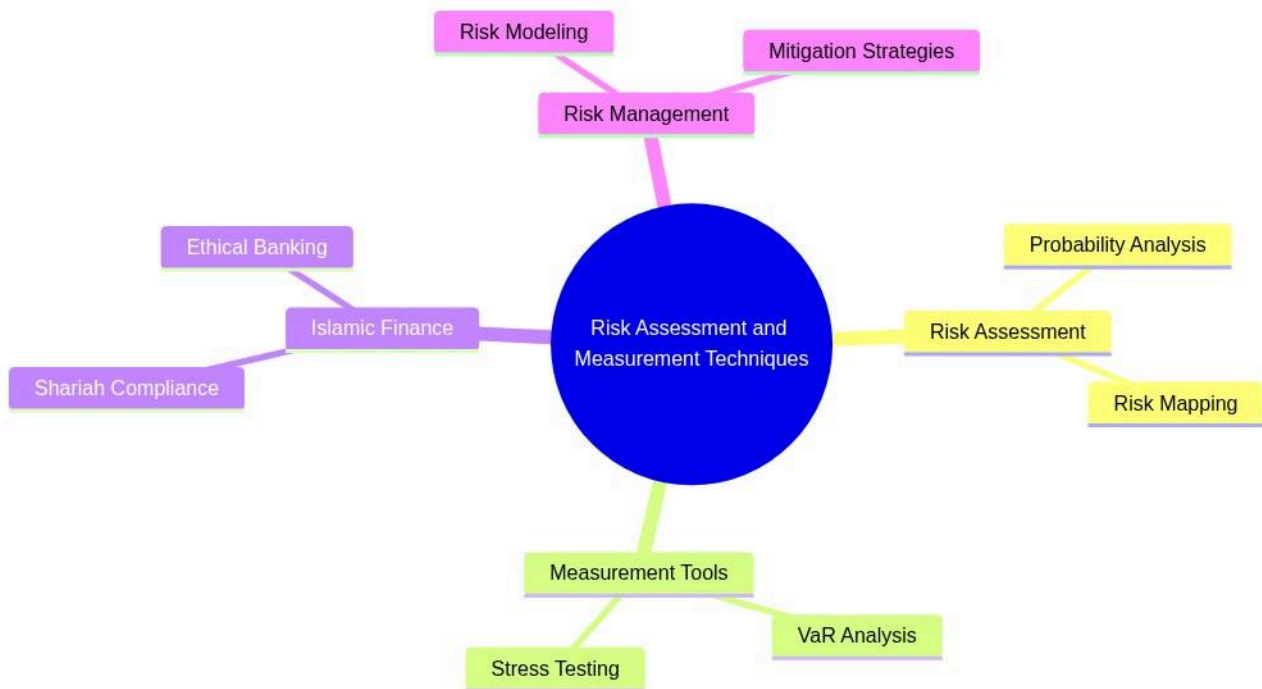 Risk Modeling
Mitigation Strategies
Risk Management
Ethical Banking
Probability Analysis
Islamic Finance
Risk Assessment and
Measurement Techniques
Risk Assessment
Shariah Compliance
Risk Mapping
Measurement Tools
VaR Analysis
Stress Testing